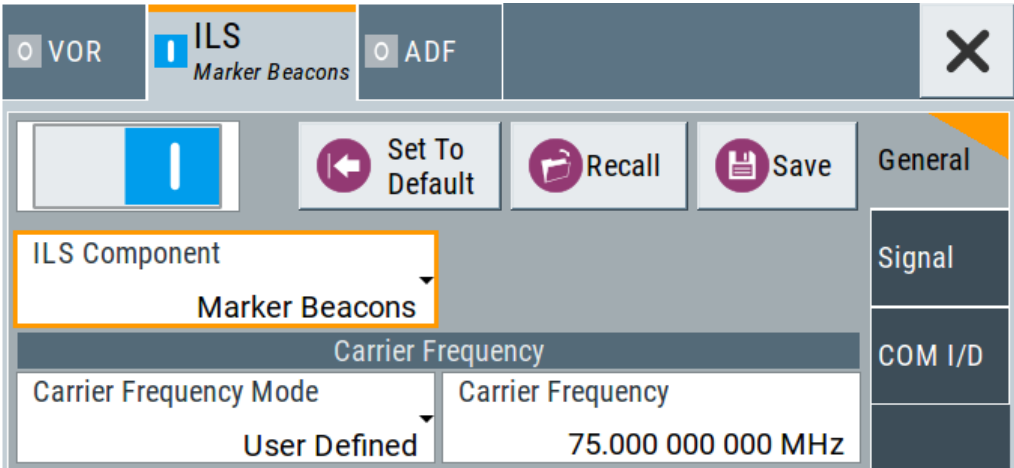 VOR
ILS
Marker Beacons
ADF
Set To
Default
Recall
Save
General
ILS Component
Marker Beacons
Signal
Carrier Frequency
COM I/D
Carrier Frequency Mode
User Defined
Carrier Frequency
75.000 000 000 MHz